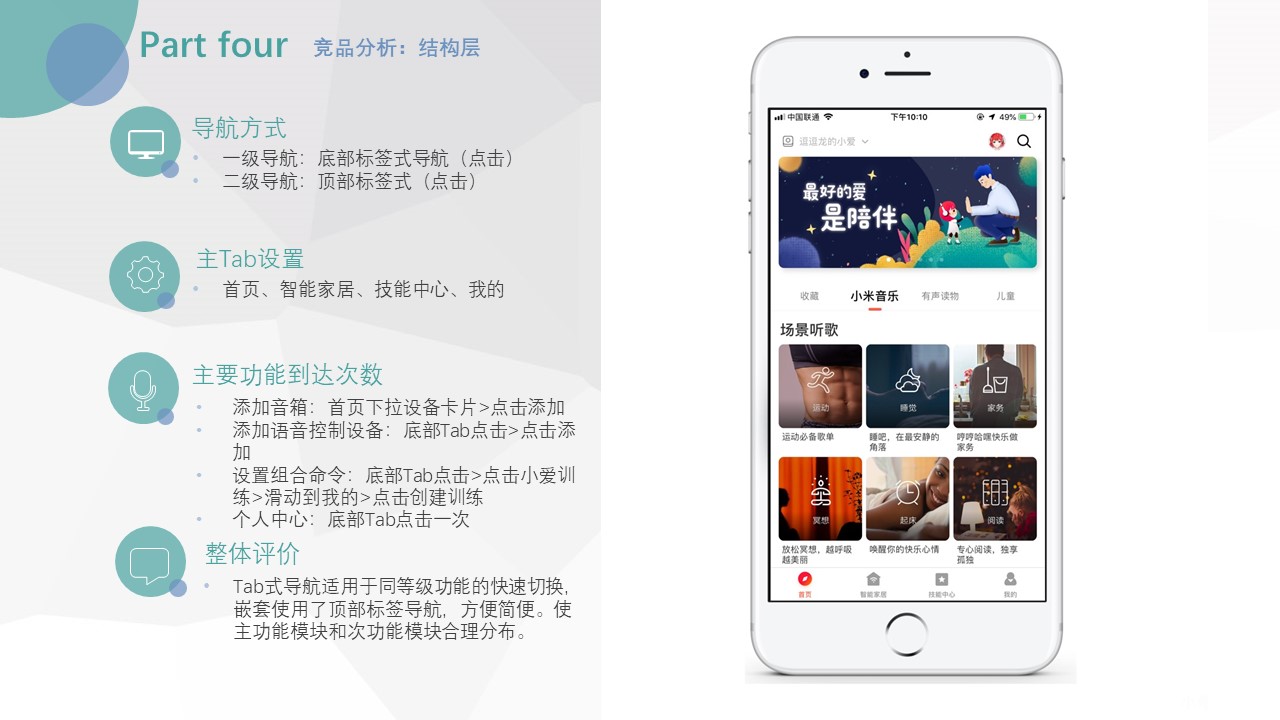 Part four 竞品分析：结构层
导航方式
• 一级导航：底部标签式导航（点击）
• 二级导航：顶部标签式（点击）
主Tab设置
• 首页、智能家居、技能中心、我的
主要功能到达次数
• 添加音箱：首页下拉设备卡片>点击添加
• 添加语音控制设备：底部Tab点击>点击添
加
• 设置组合命令：底部Tab点击>点击小爱训
练>滑动到我的>点击创建训练
• 个人中心：底部Tab点击一次
整体评价
• Tab式导航适用于同等级功能的快速切换,
嵌套使用了顶部标签导航，方便简便。使
主功能模块和次功能模块合理分布。
中国联通 下午10:10 49%
逗逗龙的小爱
最好的爱
是陪伴
收藏 小米音乐 有声读物 儿童
场景听歌
运动 睡觉 家务
运动必备歌单 睡吧，在最安静的 哼哼哈嘿快乐做
角落 家务
冥想 起床 阅读
放松冥想，越呼吸 唤醒你的快乐心情 专心阅读，独享
越美丽 孤独
首页 智能家居 技能中心 我的